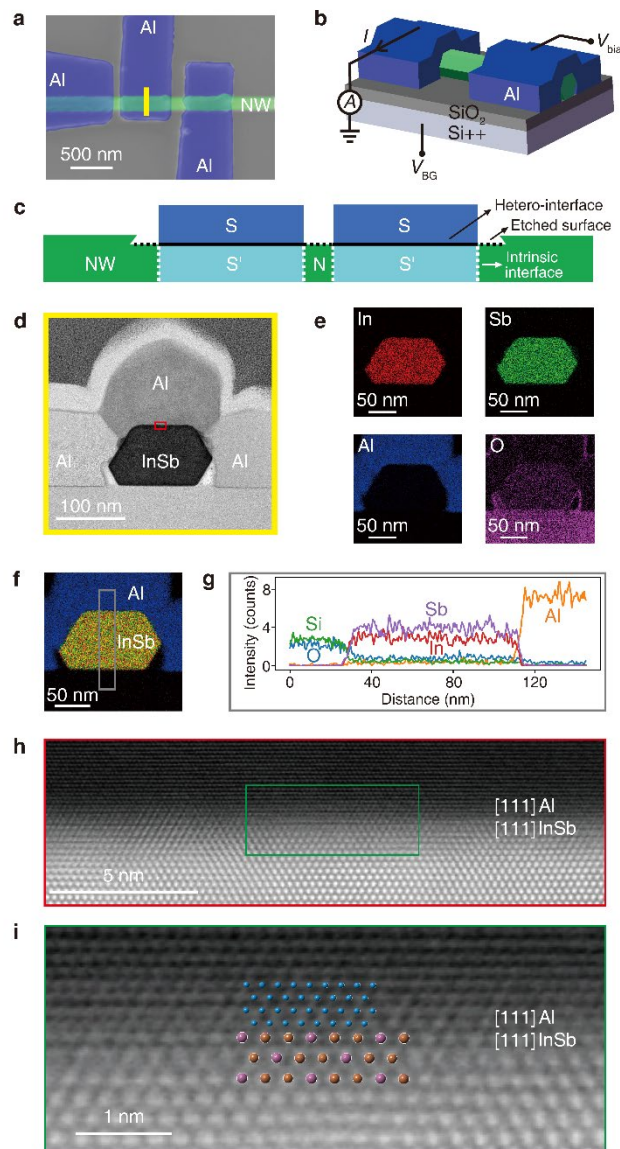 a
Al
Al
NW
Al
500 nm
b
I
V_bia
A
Al
SiO2
Si++
V_BG
c
Hetero-interface
Etched surface
S
S
NW
S'
N
S'
Intrinsic
interface
d
Al
Al
InSb
Al
100 nm
e
In
Sb
50 nm
50 nm
Al
O
50 nm
50 nm
f
Al
InSb
50 nm
g
Intensity (counts)
8
4
0
Si
O
Sb
In
Al
0
40
80
120
Distance (nm)
h
[111] Al
[111] InSb
5 nm
i
[111] Al
[111] InSb
1 nm